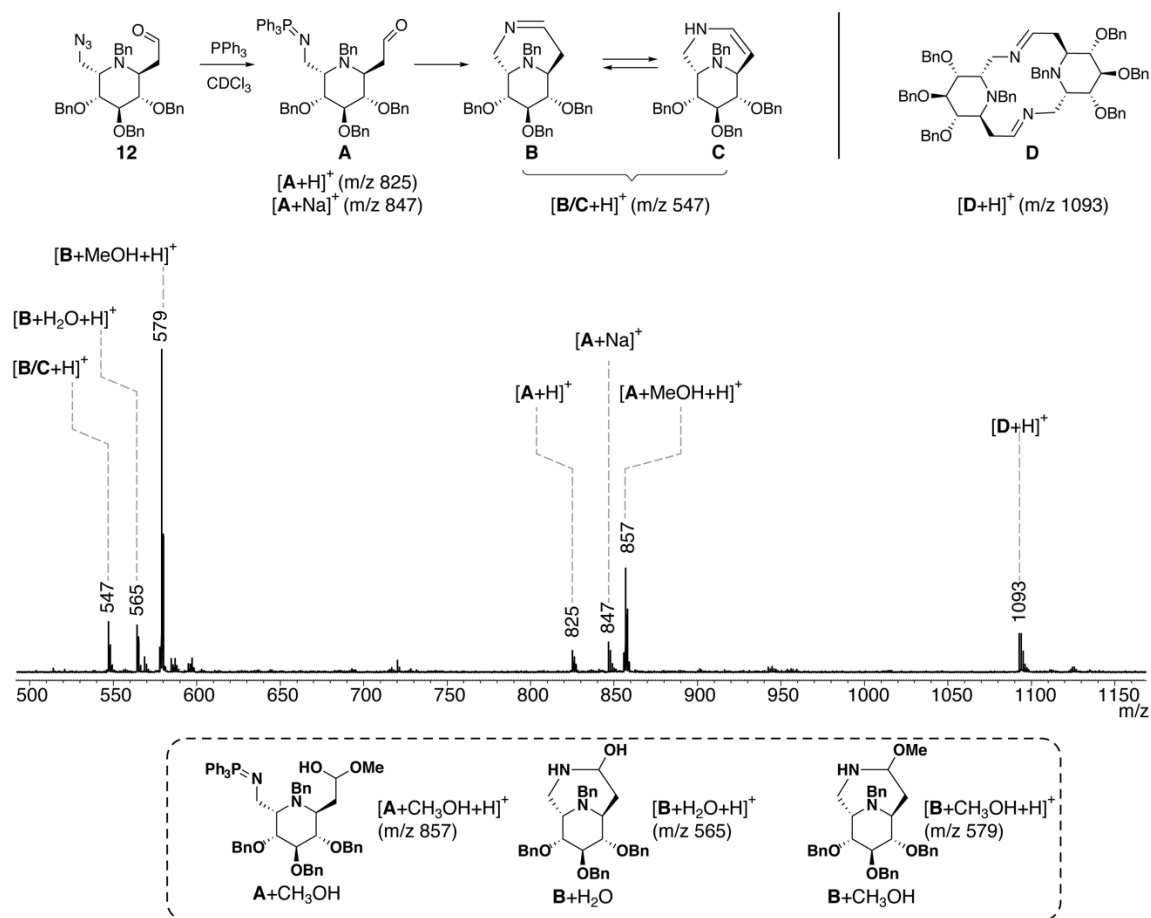 N₃
Bn
N
O
BnO
OBn
OBn
12
PPh₃
CDCl₃
Ph₃P
N
Bn
N
O
BnO
OBn
OBn
A
[A+H]⁺ (m/z 825)
[A+Na]⁺ (m/z 847)
N
Bn
N
BnO
OBn
OBn
B
HN
Bn
N
BnO
OBn
OBn
C
[B/C+H]⁺ (m/z 547)
OBn
BnO
N
BnN
OBn
BnO
NBn
OBn
BnO
N
D
[D+H]⁺ (m/z 1093)
[B+MeOH+H]⁺
[B+H₂O+H]⁺
[B/C+H]⁺
[A+Na]⁺
[A+H]⁺
[A+MeOH+H]⁺
[D+H]⁺
547
565
579
825
847
857
1093
500 550 600 650 700 750 800 850 900 950 1000 1050 1100 1150
m/z
Ph₃P
N
Bn
N
HO
OMe
BnO
OBn
OBn
A+CH₃OH
[A+CH₃OH+H]⁺
(m/z 857)
OH
HN
Bn
N
BnO
OBn
OBn
B+H₂O
[B+H₂O+H]⁺
(m/z 565)
OMe
HN
Bn
N
BnO
OBn
OBn
B+CH₃OH
[B+CH₃OH+H]⁺
(m/z 579)